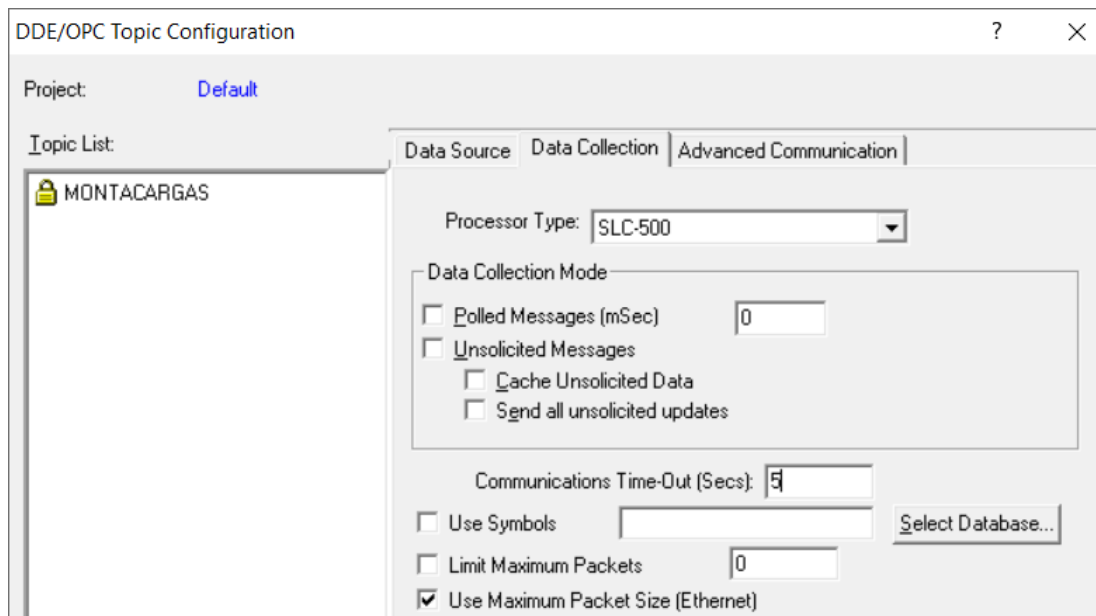 DDE/OPC Topic Configuration
? ×
Project: Default
Topic List:
MONTACARGAS
Data Source Data Collection Advanced Communication
Processor Type: SLC-500
Data Collection Mode
Polled Messages (mSec) 0
Unsolicited Messages
Cache Unsolicited Data
Send all unsolicited updates
Communications Time-Out (Secs): 5
Use Symbols Select Database...
Limit Maximum Packets 0
Use Maximum Packet Size (Ethernet)